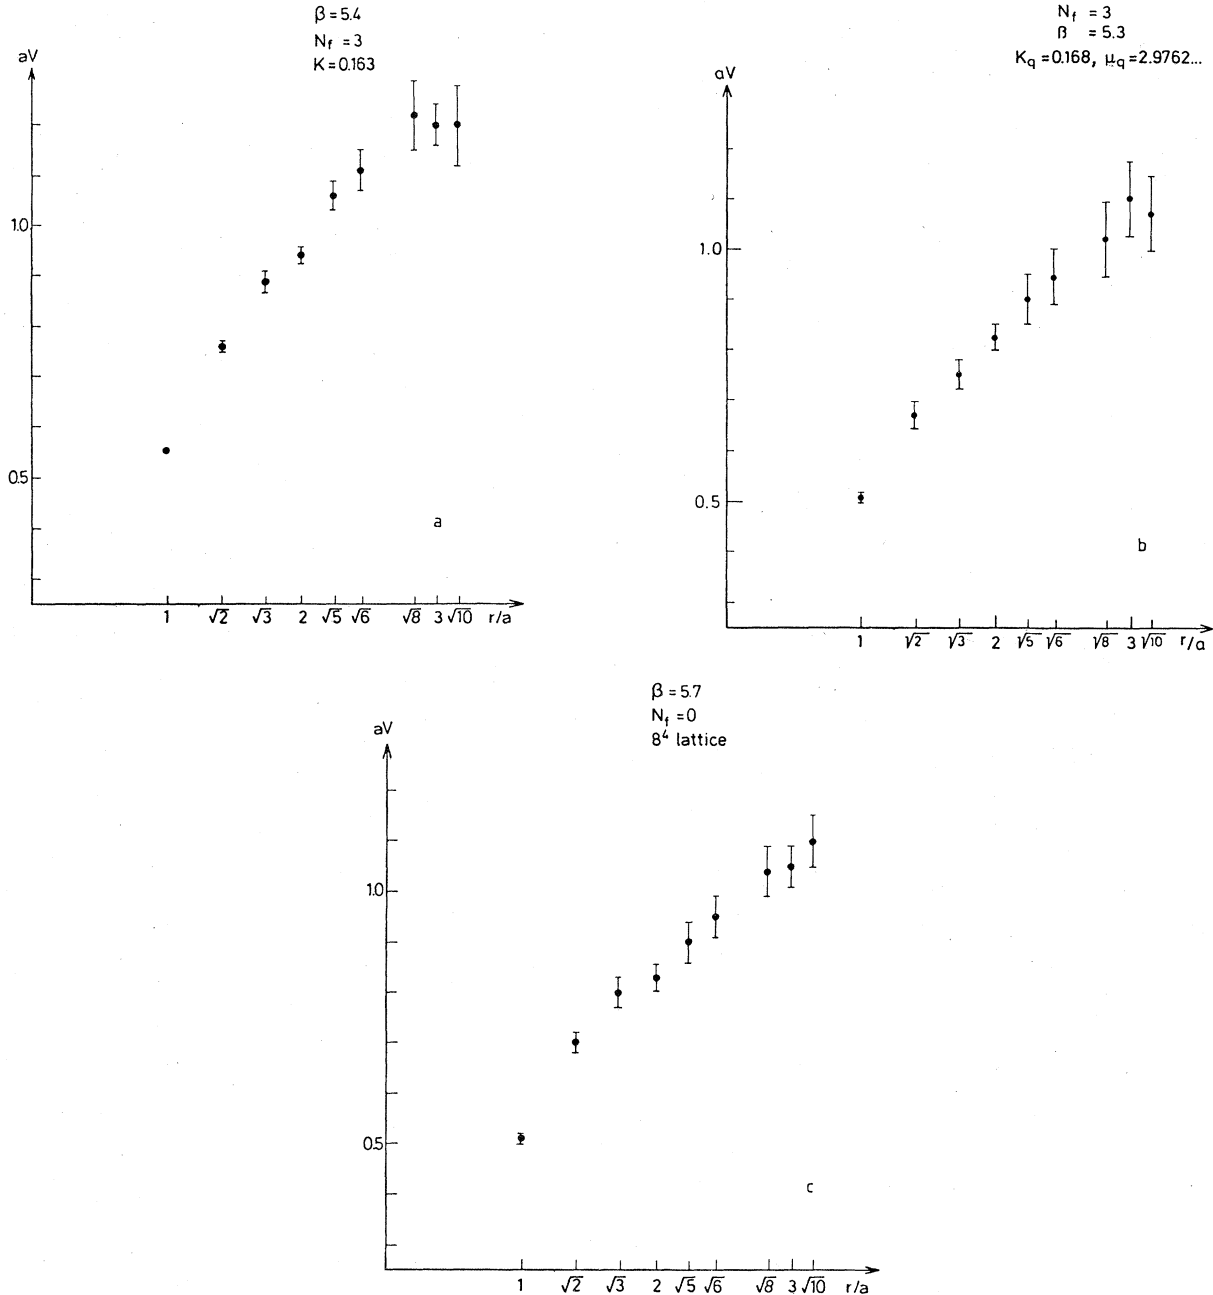 β = 5.4
N_f = 3
K = 0.163
aV
1.0
0.5
a
1 √2 √3 2 √5 √6 √8 3 √10 r/a
N_f = 3
β = 5.3
K_q = 0.168, μ_q = 2.9762...
aV
1.0
0.5
b
1 √2 √3 2 √5 √6 √8 3 √10 r/a
β = 5.7
N_f = 0
8⁴ lattice
aV
1.0
0.5
c
1 √2 √3 2 √5 √6 √8 3 √10 r/a